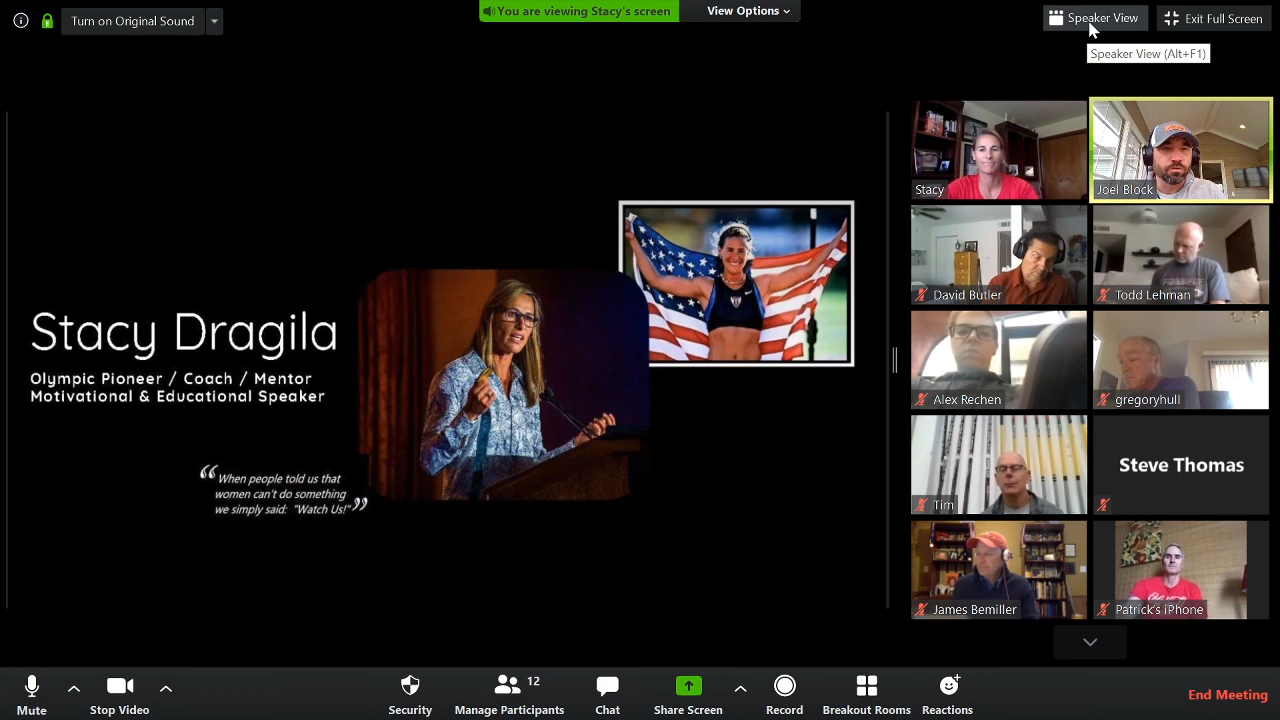 Turn on Original Sound
You are viewing Stacy's screen
View Options
Speaker View
Exit Full Screen
Speaker View (Alt+F1)
Stacy
Joel Block
David Butler
Todd Lehman
Alex Rechen
gregoryhull
Tim
Steve Thomas
James Bemiller
Patrick's iPhone
Stacy Dragila
Olympic Pioneer / Coach / Mentor
Motivational & Educational Speaker
“When people told us that
women can't do something
we simply said: "Watch Us!"”
Mute
Stop Video
Security
Manage Participants
12
Chat
Share Screen
Record
Breakout Rooms
Reactions
End Meeting